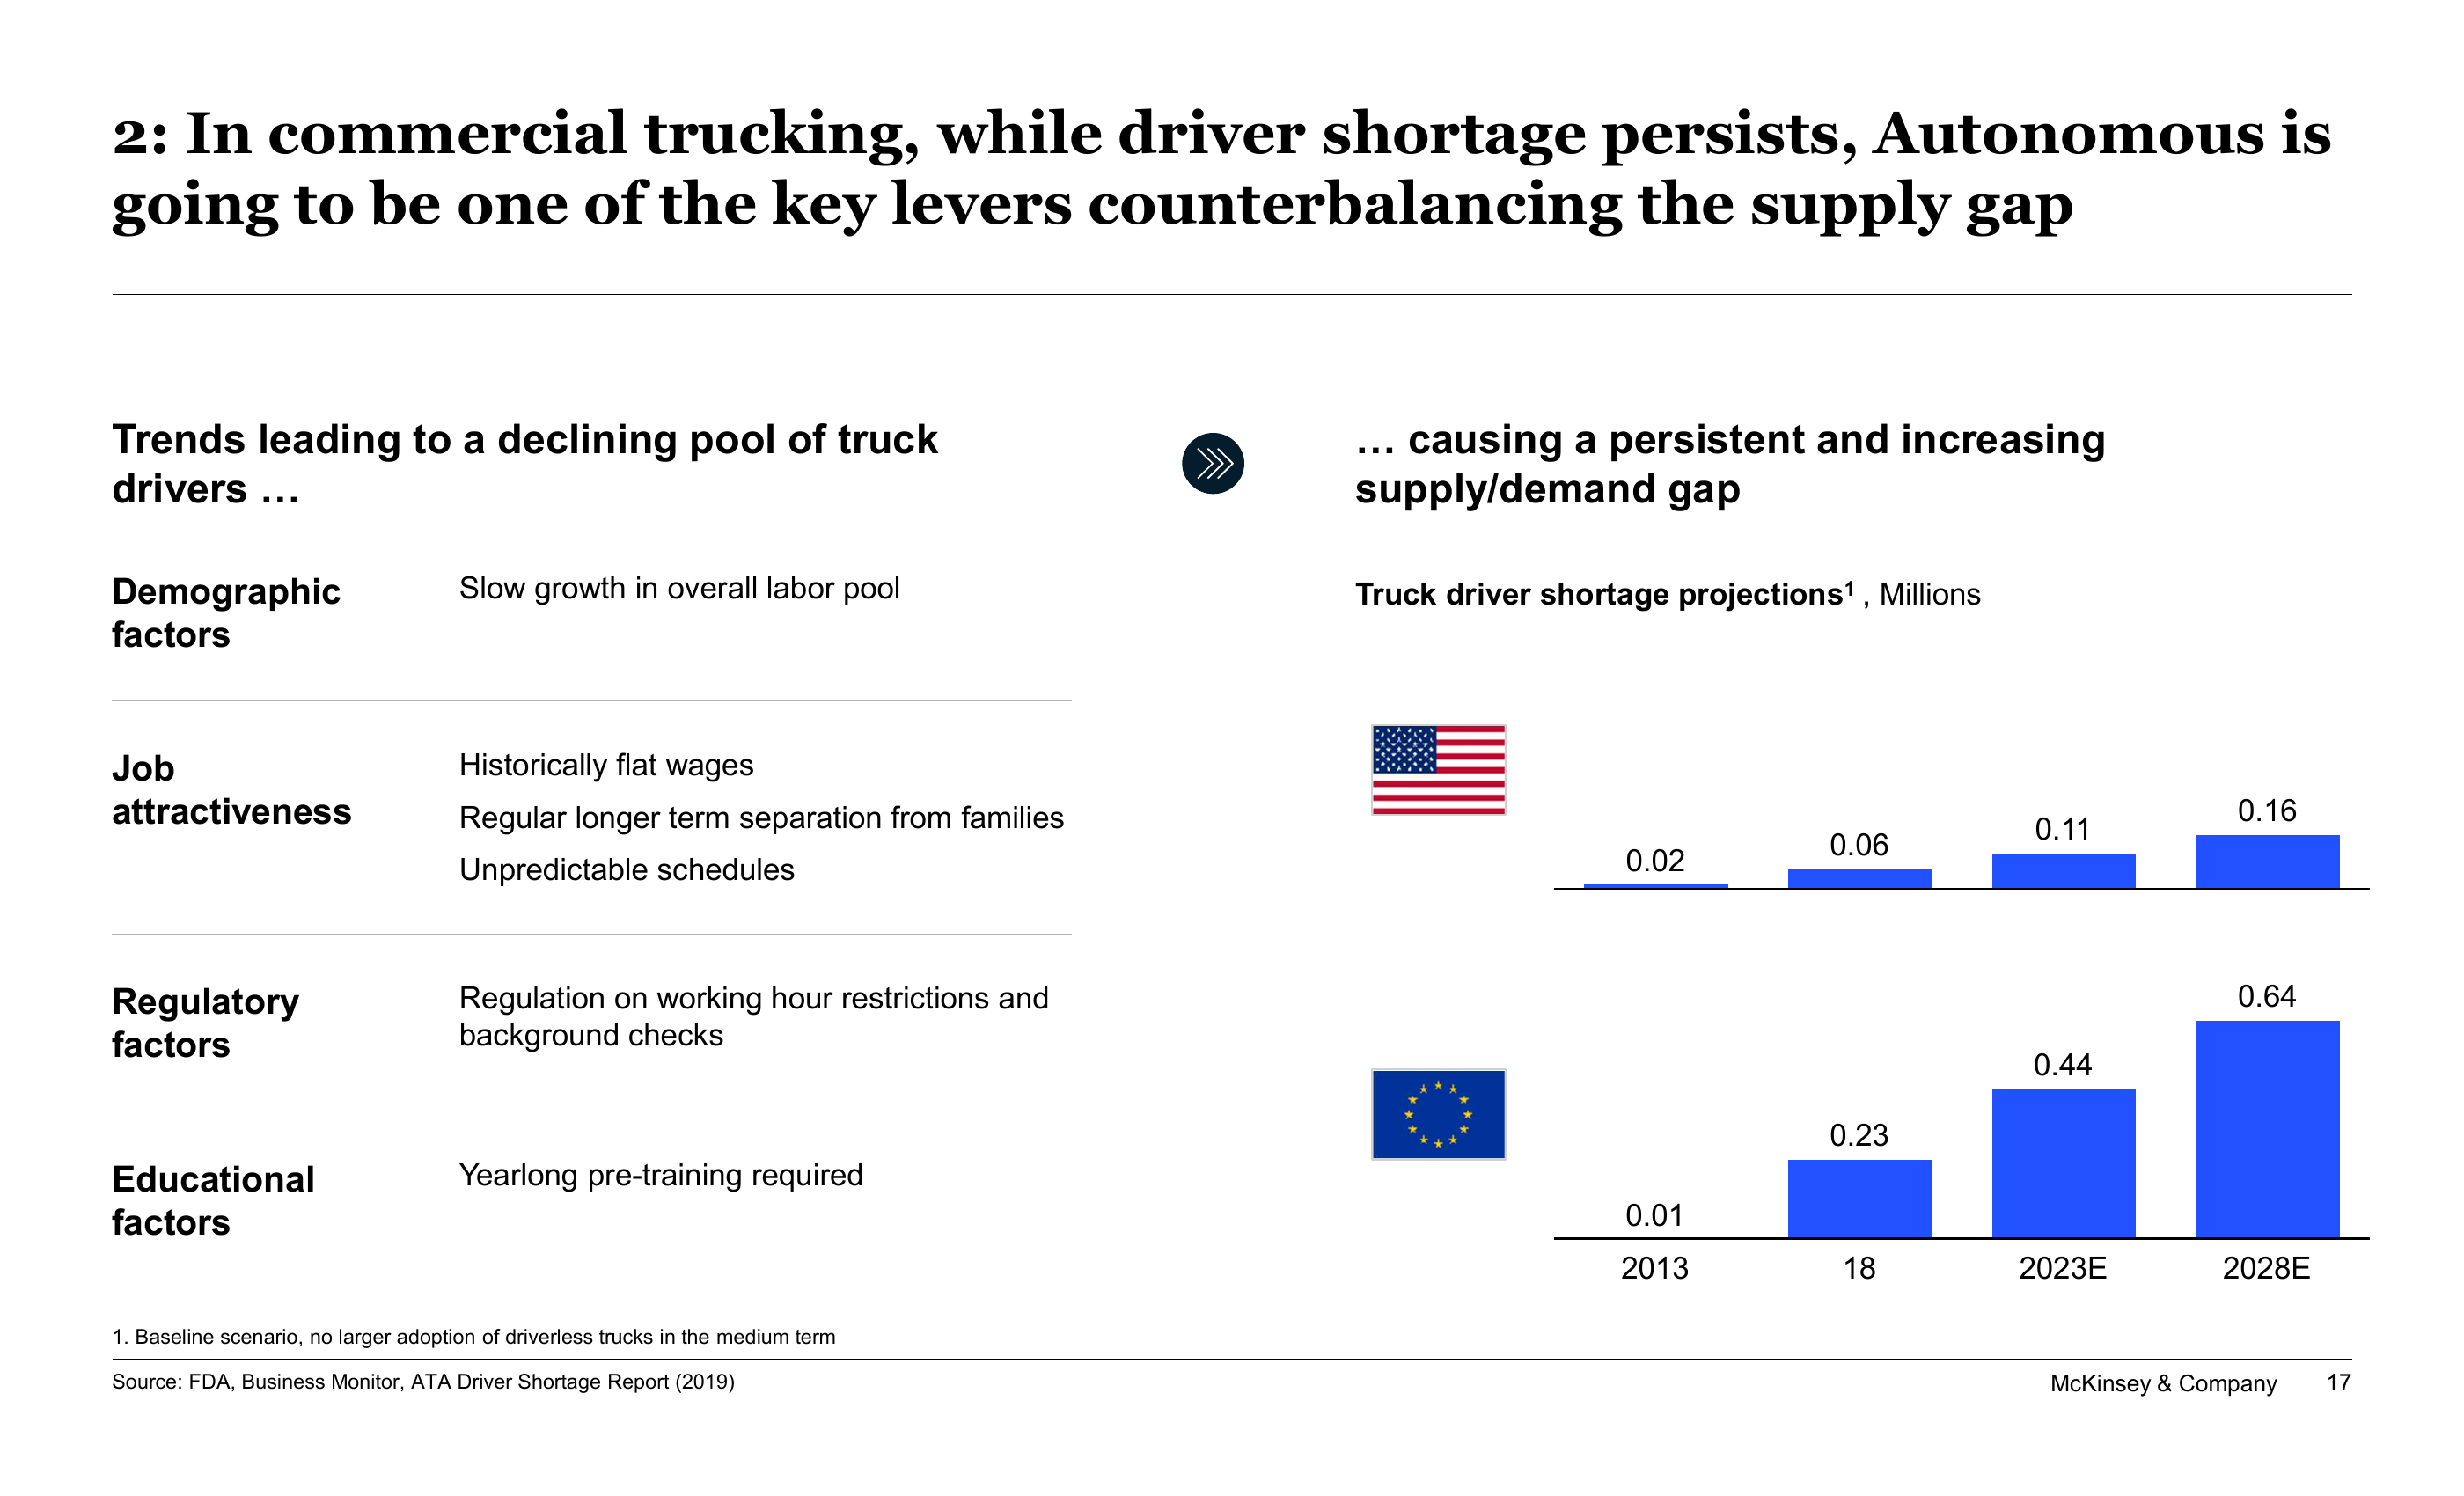 2: In commercial trucking, while driver shortage persists, Autonomous is
going to be one of the key levers counterbalancing the supply gap
Trends leading to a declining pool of truck
drivers …
Demographic
factors
Slow growth in overall labor pool
Job
attractiveness
Historically flat wages
Regular longer term separation from families
Unpredictable schedules
Regulatory
factors
Regulation on working hour restrictions and
background checks
Educational
factors
Yearlong pre-training required
… causing a persistent and increasing
supply/demand gap
Truck driver shortage projections¹ , Millions
0.02 0.06 0.11 0.16
0.01 0.23 0.44 0.64
2013 18 2023E 2028E
1. Baseline scenario, no larger adoption of driverless trucks in the medium term
Source: FDA, Business Monitor, ATA Driver Shortage Report (2019)
McKinsey & Company 17